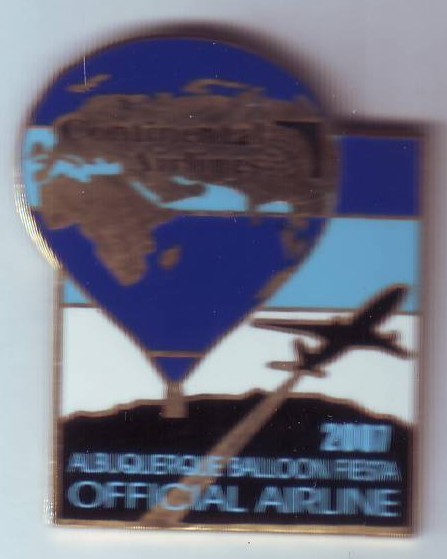 Continental
Airlines
2007
ALBUQUERQUE BALLOON FIESTA
OFFICIAL AIRLINE